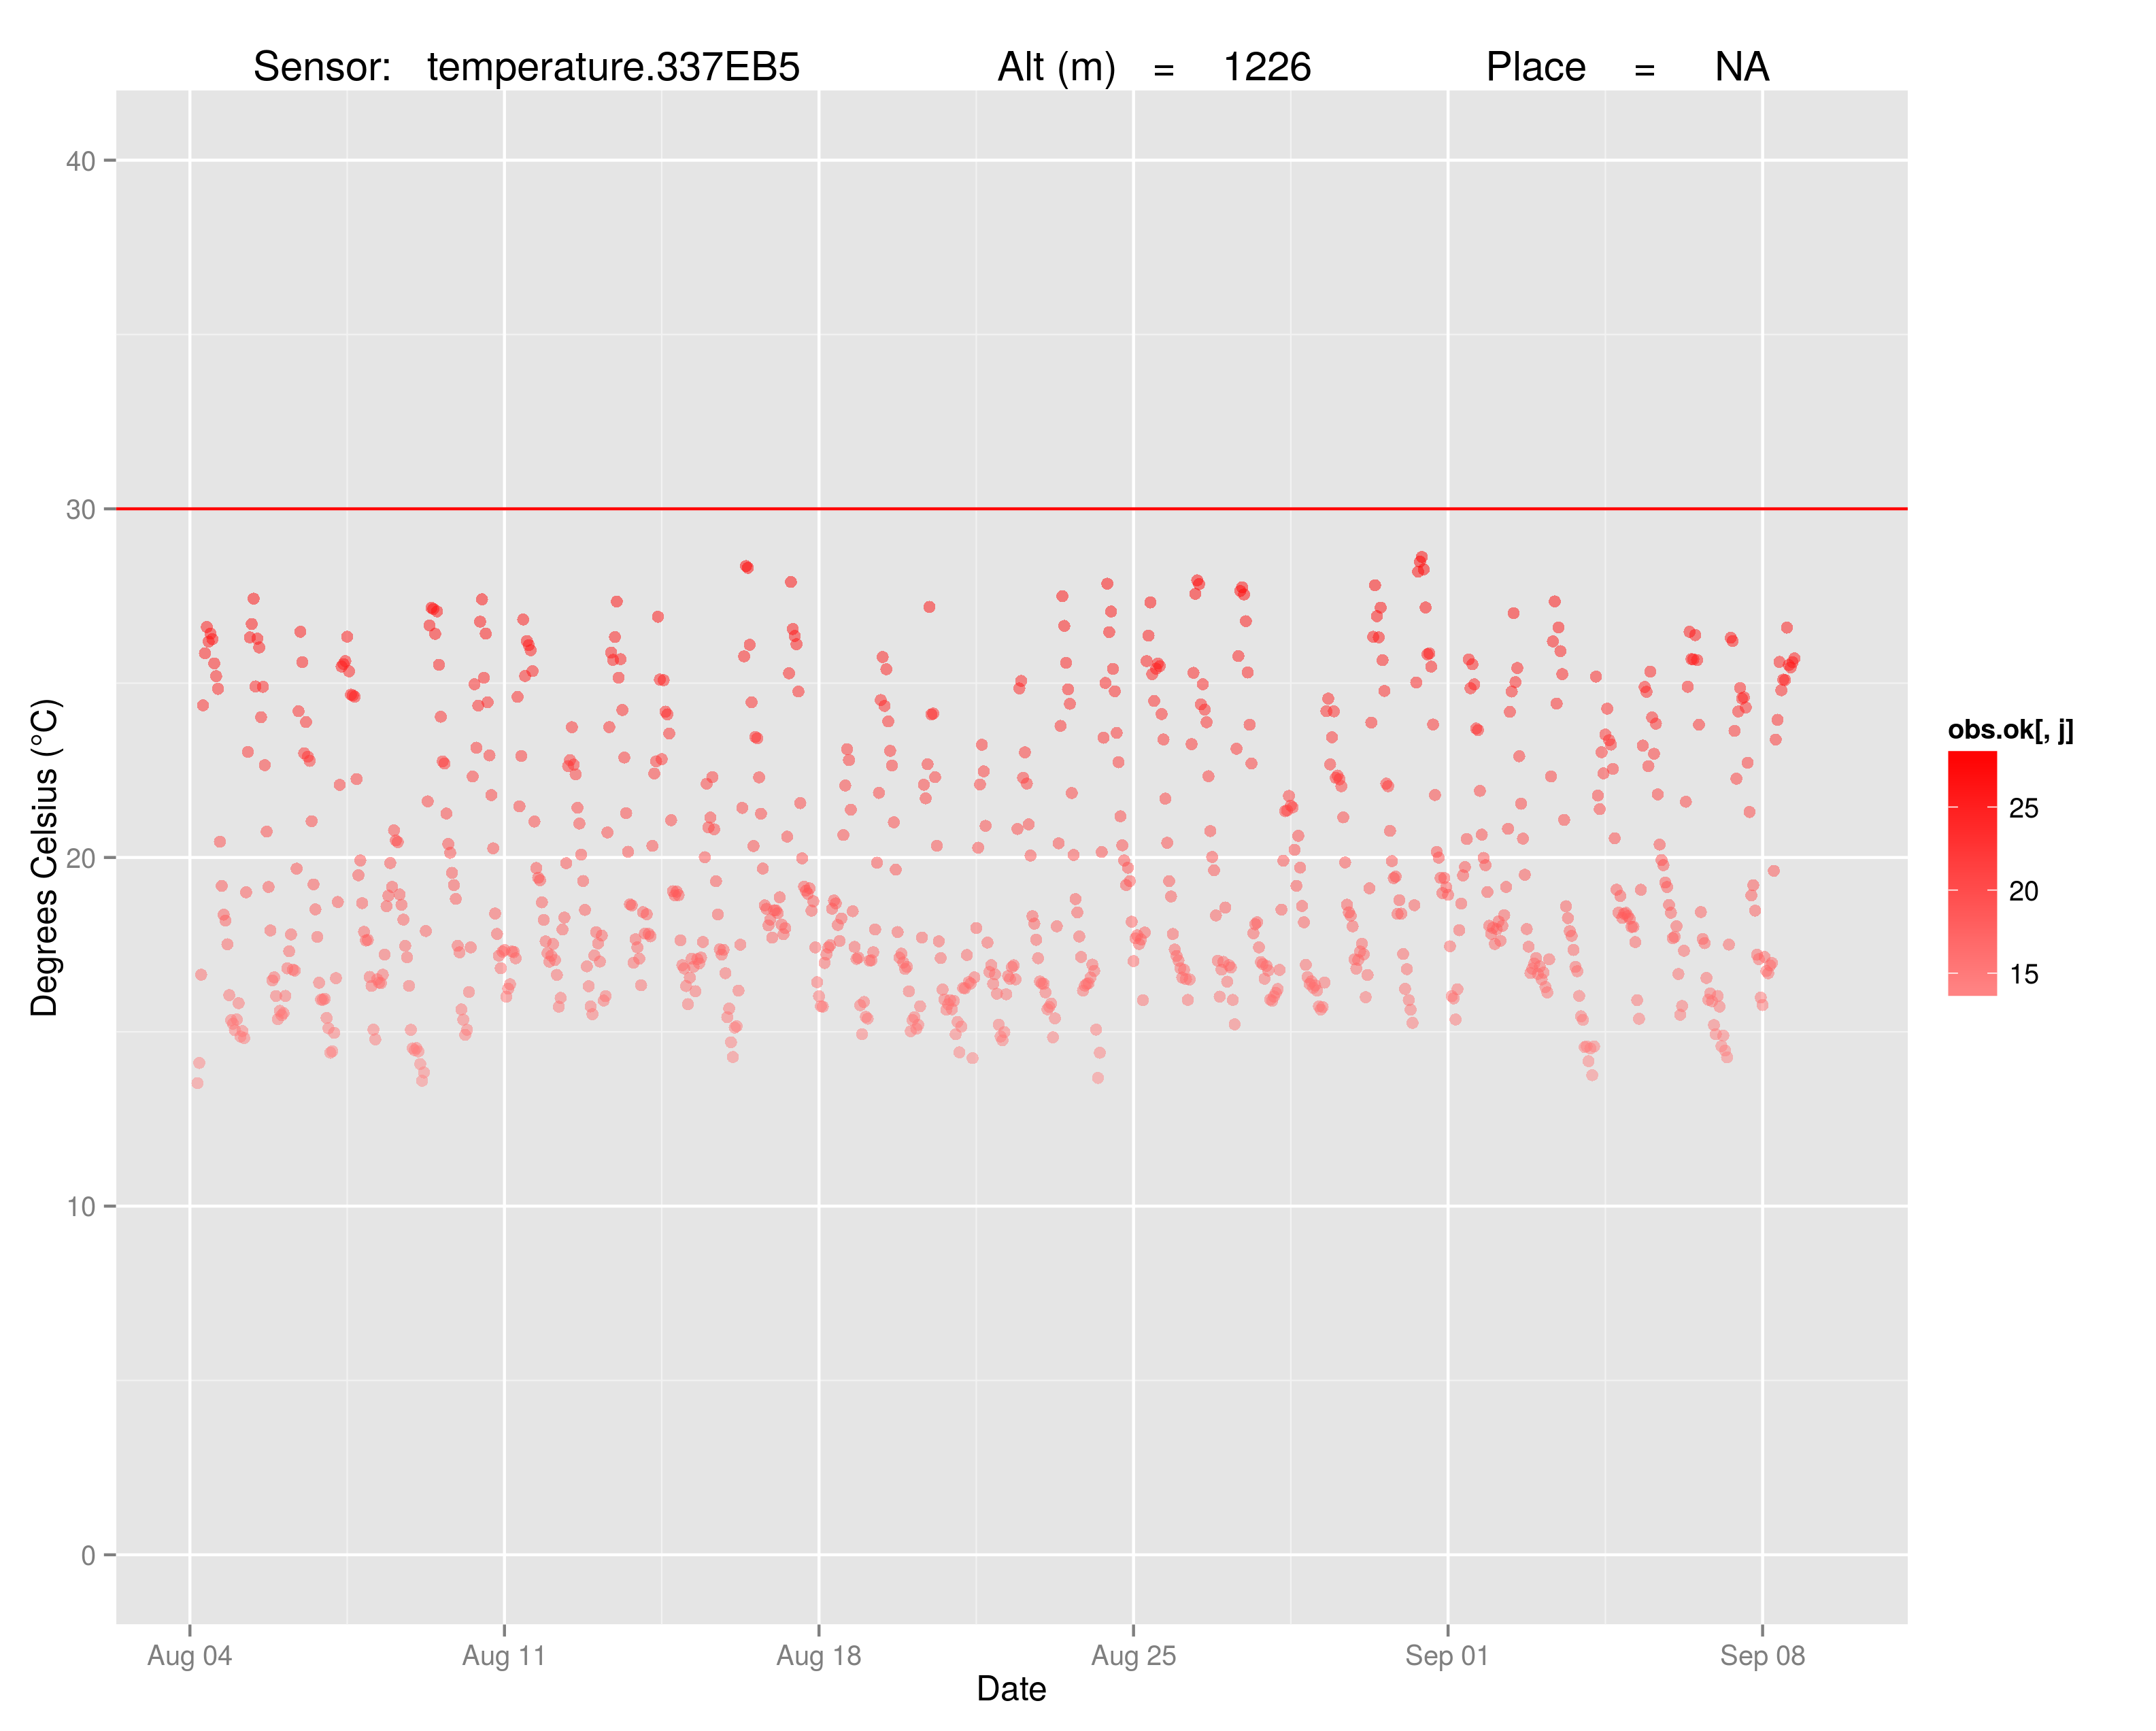 Sensor: temperature.337EB5 Alt (m) = 1226 Place = NA
40
30
20
10
0
Degrees Celsius (°C)
Aug 04 Aug 11 Aug 18 Aug 25 Sep 01 Sep 08
Date
obs.ok[, j]
25
20
15